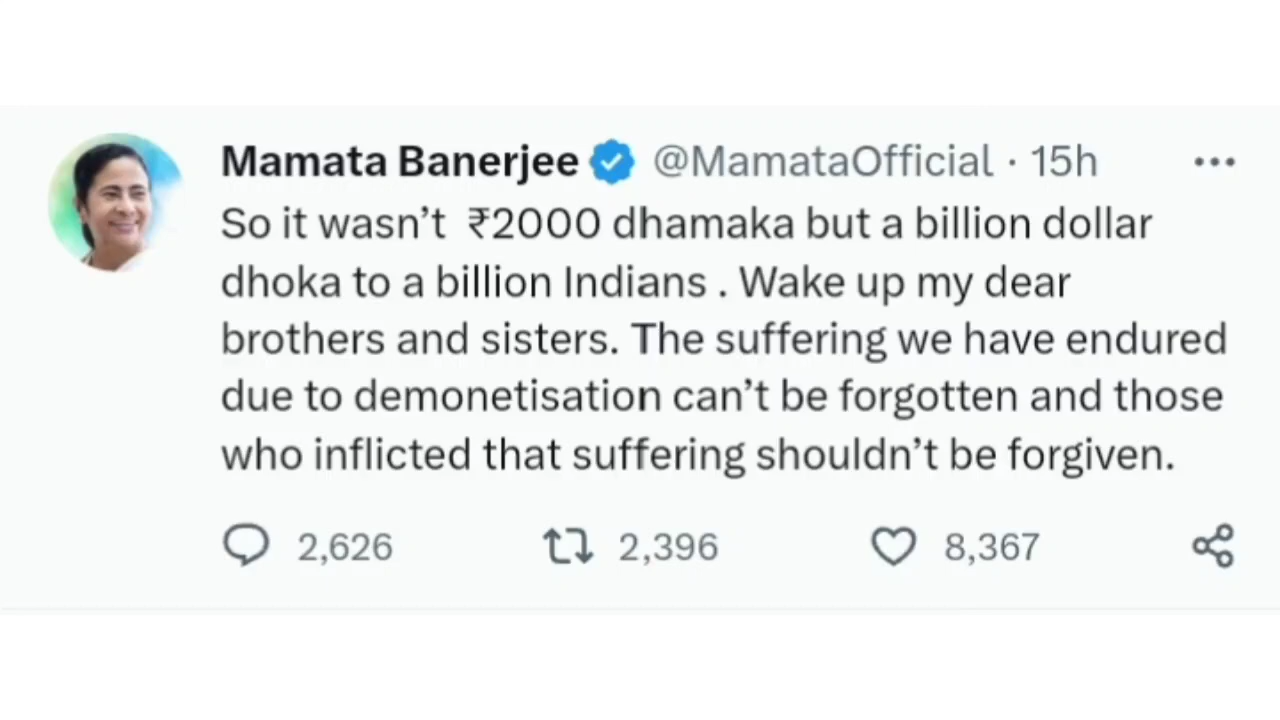 Mamata Banerjee @MamataOfficial · 15h
So it wasn't  ₹2000 dhamaka but a billion dollar
dhoka to a billion Indians . Wake up my dear
brothers and sisters. The suffering we have endured
due to demonetisation can't be forgotten and those
who inflicted that suffering shouldn't be forgiven.
2,626 2,396 8,367